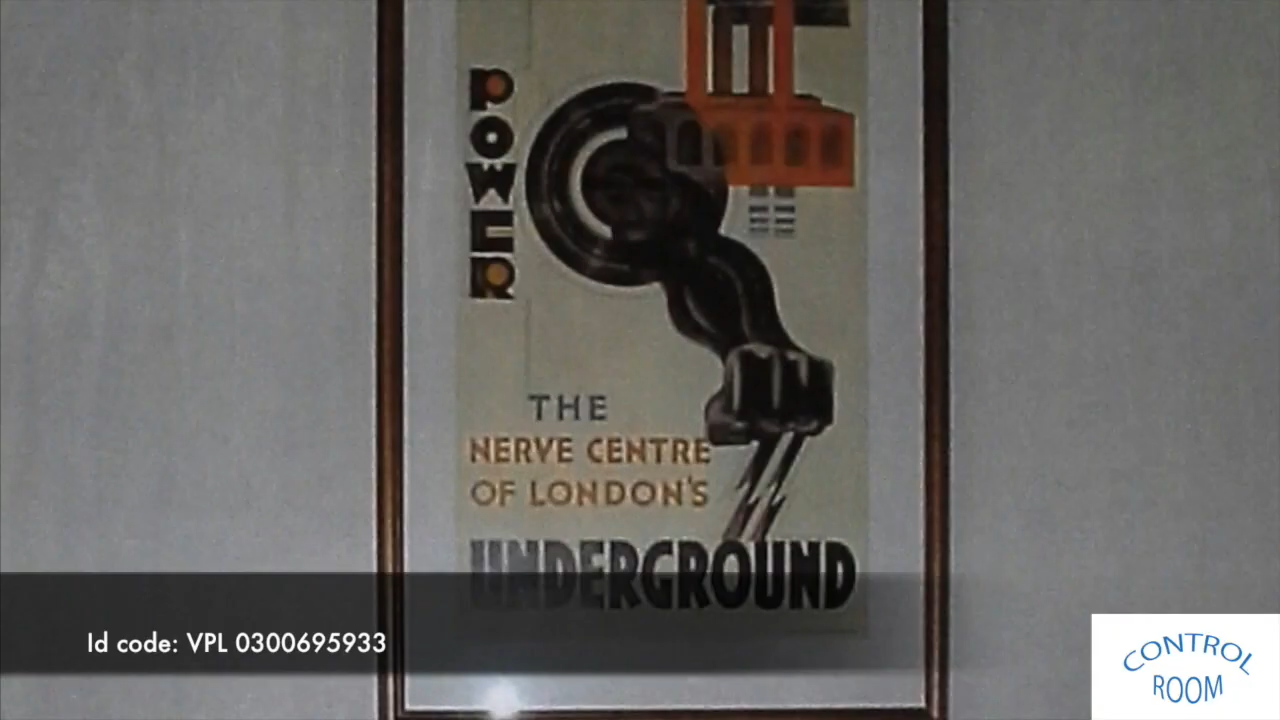 POWER
THE
NERVE CENTRE
OF LONDON'S
UNDERGROUND
Id code: VPL 0300695933
CONTROL
ROOM